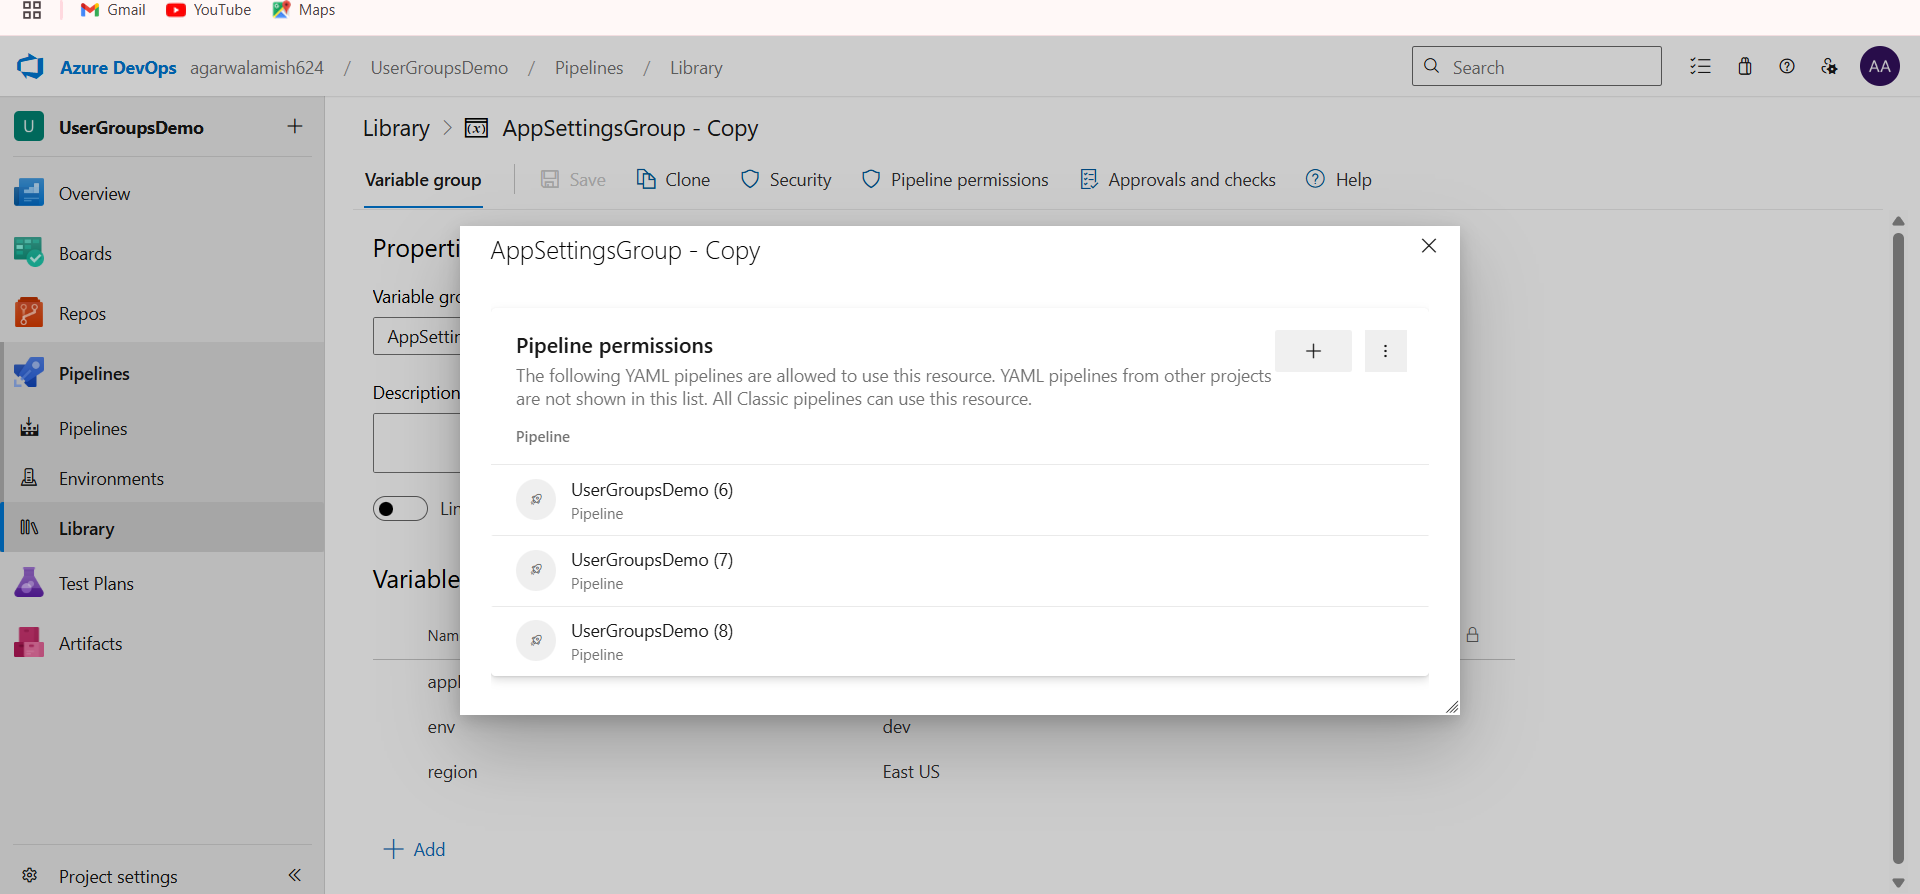 Gmail YouTube Maps
Azure DevOps agarwalamish624 / UserGroupsDemo / Pipelines / Library
Search
AA
U UserGroupsDemo
Overview
Boards
Repos
Pipelines
Pipelines
Environments
Library
Test Plans
Artifacts
Project settings
Library > (x) AppSettingsGroup - Copy
Variable group Save Clone Security Pipeline permissions Approvals and checks Help
Properti
Variable gro
AppSettin
Description
Lin
Variable
Nam
appl
env dev
region East US
+ Add
AppSettingsGroup - Copy
Pipeline permissions
The following YAML pipelines are allowed to use this resource. YAML pipelines from other projects
are not shown in this list. All Classic pipelines can use this resource.
Pipeline
UserGroupsDemo (6)
Pipeline
UserGroupsDemo (7)
Pipeline
UserGroupsDemo (8)
Pipeline